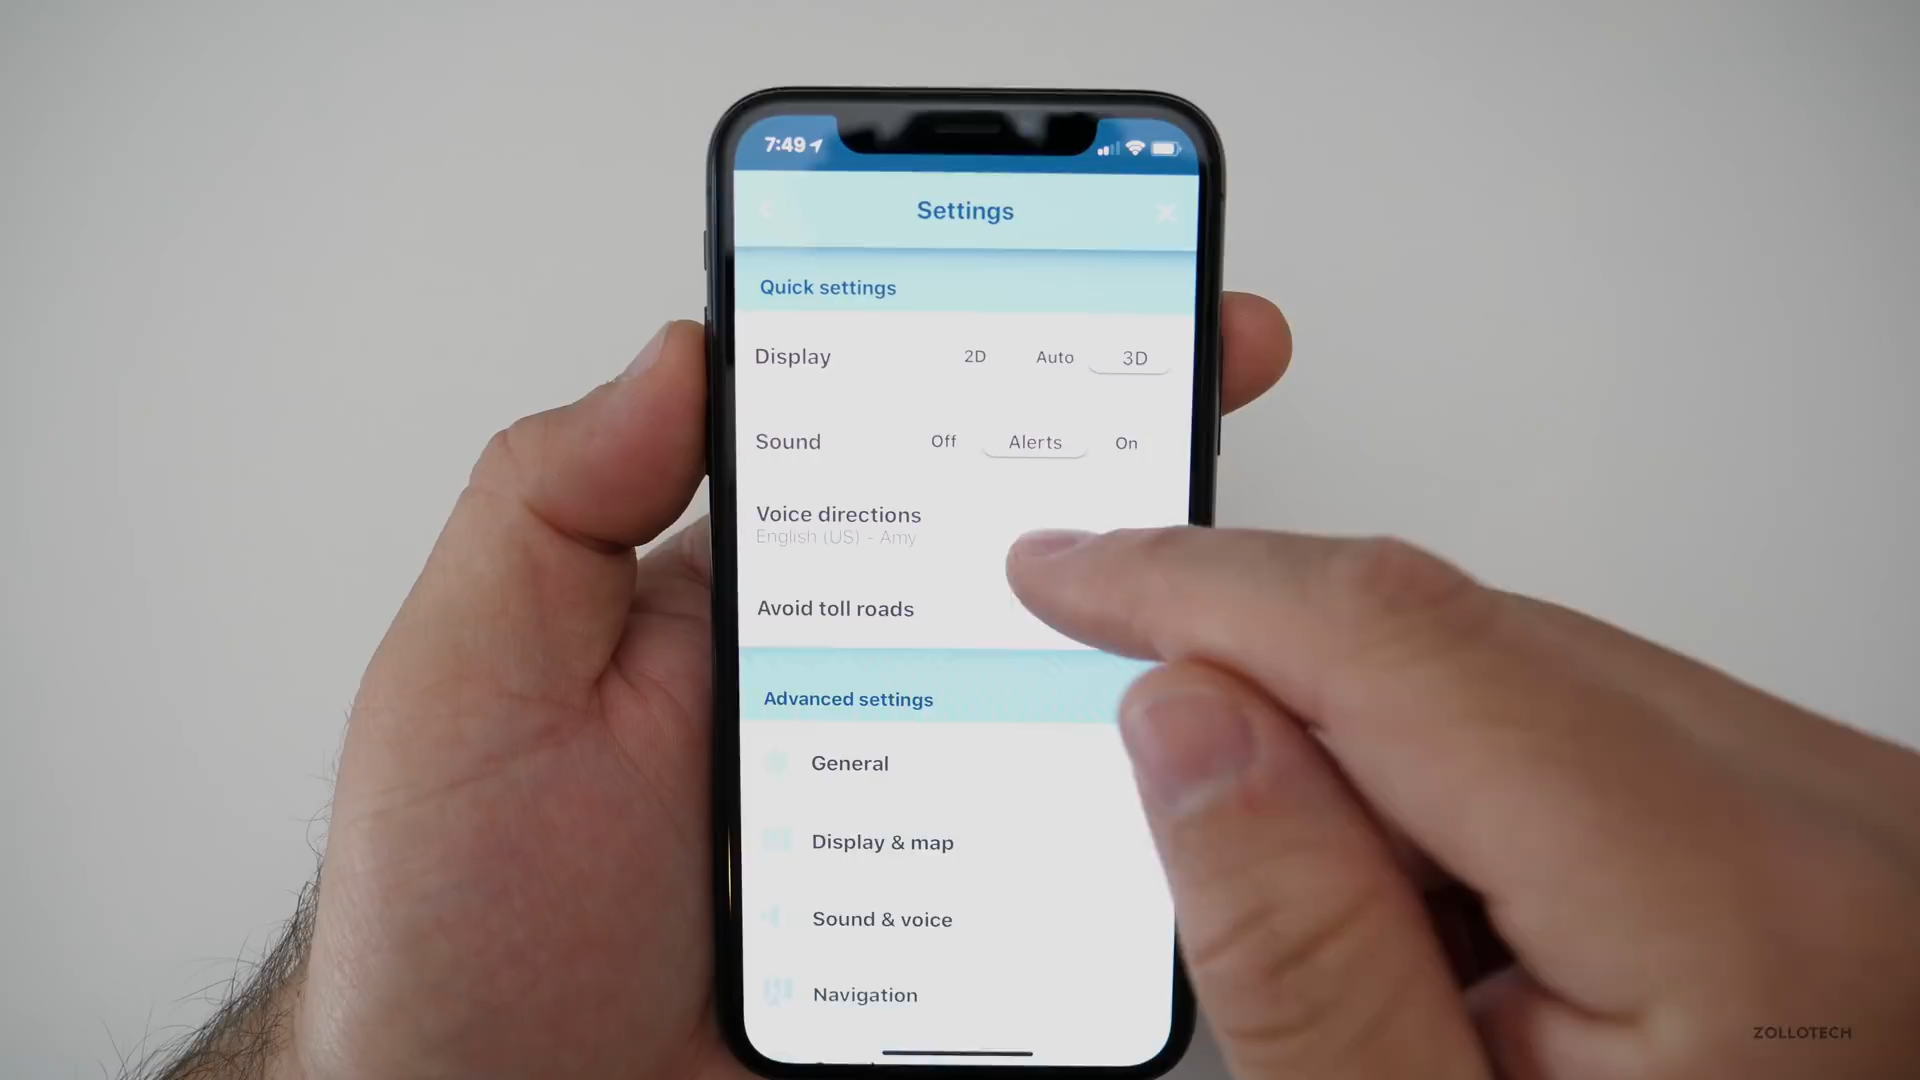 7:49
Settings
Quick settings
Display 2D Auto 3D
Sound Off Alerts On
Voice directions
English (US) - Amy
Avoid toll roads
Advanced settings
General
Display & map
Sound & voice
Navigation
ZOLLOTECH